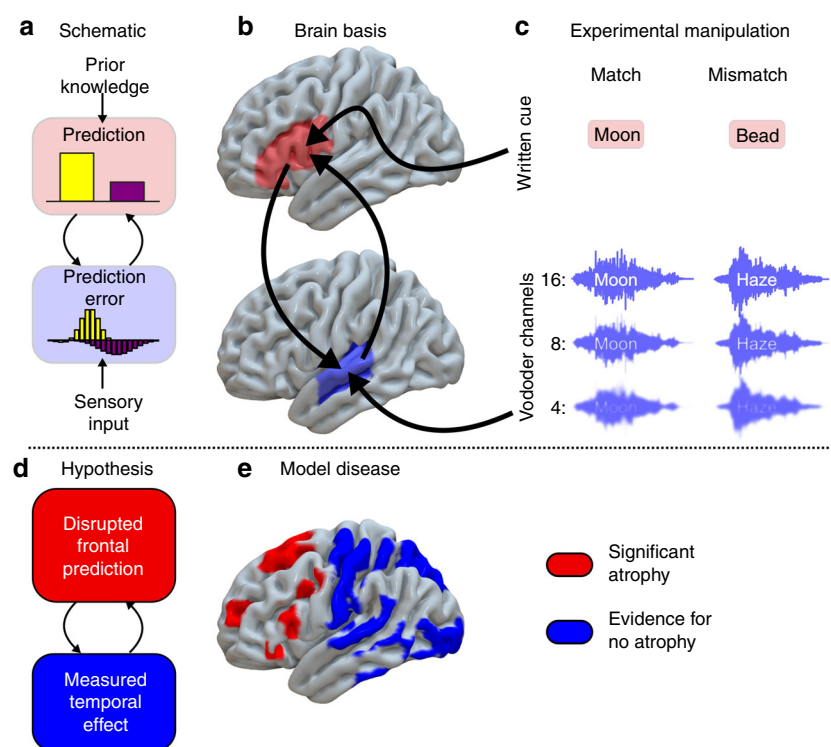 a Schematic
Prior
knowledge
Prediction
Prediction
error
Sensory
input
b Brain basis
c Experimental manipulation
Match Mismatch
Written cue
Moon Bead
Vododer channels
16: Moon Haze
8: Moon Haze
4: Moon Haze
d Hypothesis
Disrupted
frontal
prediction
Measured
temporal
effect
e Model disease
Significant
atrophy
Evidence for
no atrophy